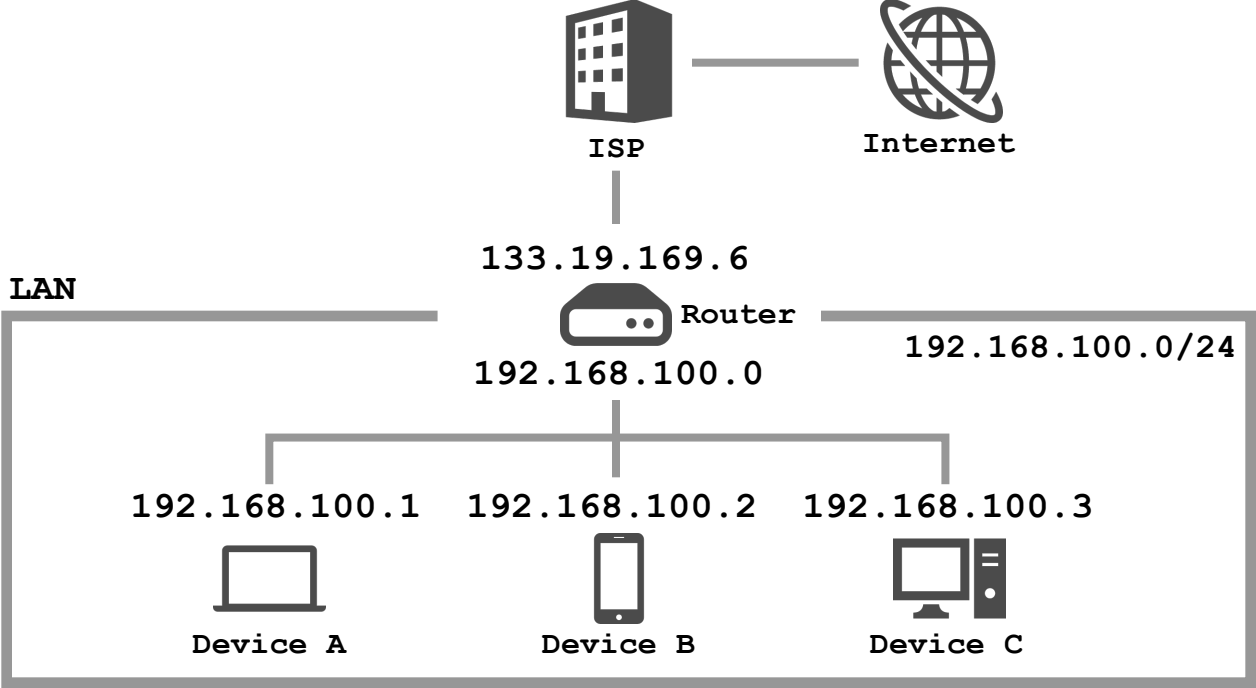 ISP
Internet
133.19.169.6
LAN
Router
192.168.100.0/24
192.168.100.0
192.168.100.1
192.168.100.2
192.168.100.3
Device A
Device B
Device C